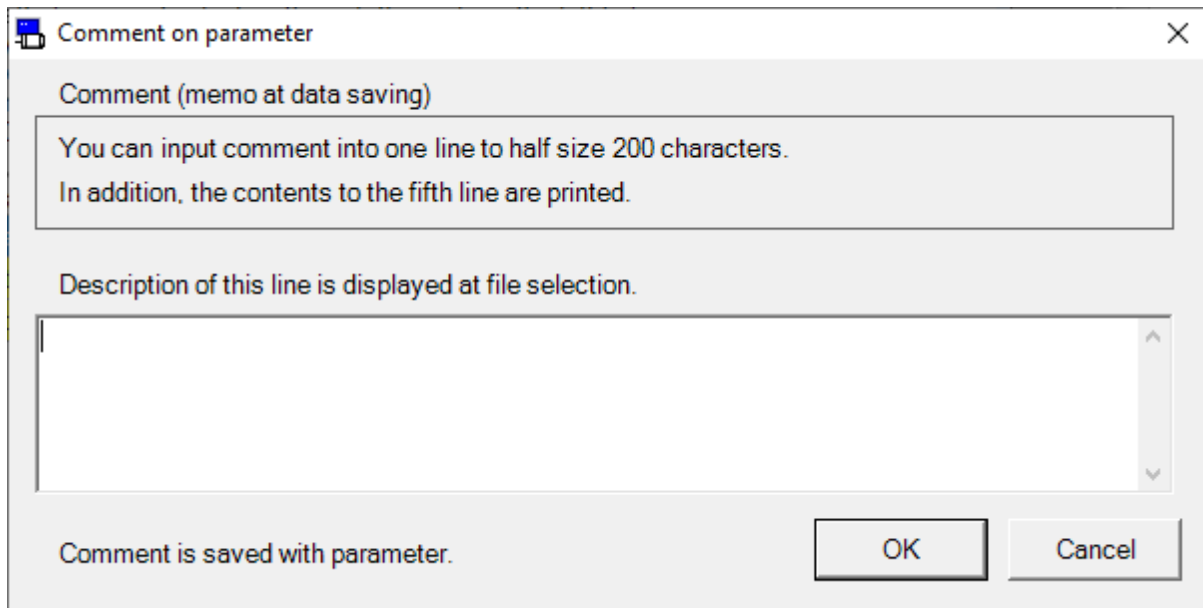 Comment on parameter
Comment (memo at data saving)
You can input comment into one line to half size 200 characters.
In addition, the contents to the fifth line are printed.
Description of this line is displayed at file selection.
Comment is saved with parameter.
OK
Cancel